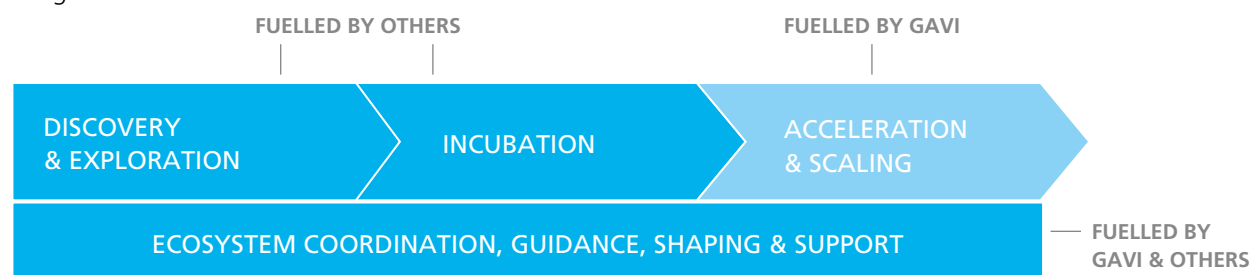 FUELLED BY OTHERS
FUELLED BY GAVI
DISCOVERY
& EXPLORATION
INCUBATION
ACCELERATION
& SCALING
ECOSYSTEM COORDINATION, GUIDANCE, SHAPING & SUPPORT
FUELLED BY
GAVI & OTHERS